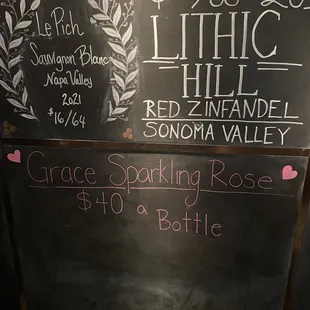 Le Pich
Sauvignon Blanc
Napa Valley
2021
$16/64
LITHIC
HILL
RED ZINFANDEL
SONOMA VALLEY
Grace Sparkling Rose
$40 a
Bottle